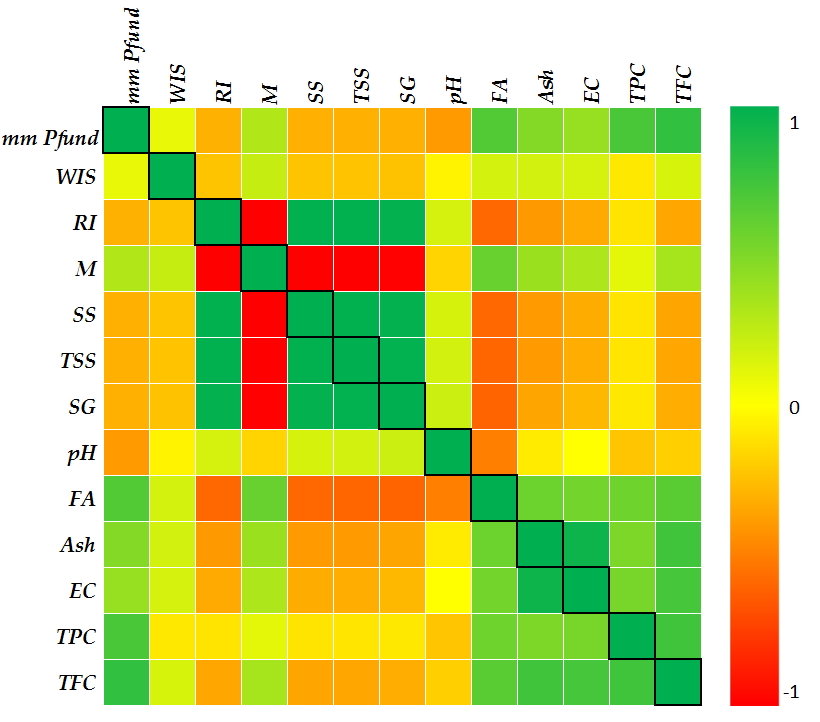 mm Pfund WIS RI M SS TSS SG pH FA Ash EC TPC TFC
mm Pfund
WIS
RI
M
SS
TSS
SG
pH
FA
Ash
EC
TPC
TFC
1
0
-1